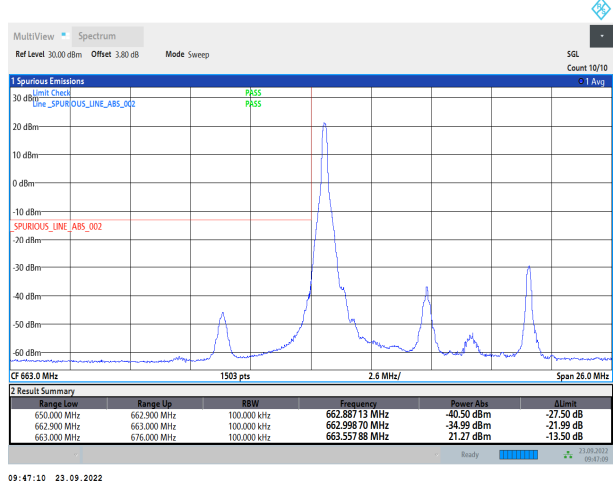 MultiView Spectrum
Ref Level 30.00 dBm Offset 3.80 dB Mode Sweep SGL
Count 10/10
1 Spurious Emissions 1 Avg
Limit Check PASS
30 dBm
Line _SPURIOUS_LINE_ABS_002 PASS
20 dBm
10 dBm
0 dBm
-10 dBm
_SPURIOUS_LINE_ABS_002
-20 dBm
-30 dBm
-40 dBm
-50 dBm
-60 dBm
CF 663.0 MHz 1503 pts 2.6 MHz/ Span 26.0 MHz
2 Result Summary
Range Low Range Up RBW Frequency Power Abs ΔLimit
650.000 MHz 662.900 MHz 100.000 kHz 662.88713 MHz -40.50 dBm -27.50 dB
662.900 MHz 663.000 MHz 100.000 kHz 662.99870 MHz -34.99 dBm -21.99 dB
663.000 MHz 676.000 MHz 100.000 kHz 663.55788 MHz 21.27 dBm -13.50 dB
Ready 23.09.2022
09:47:09
09:47:10 23.09.2022